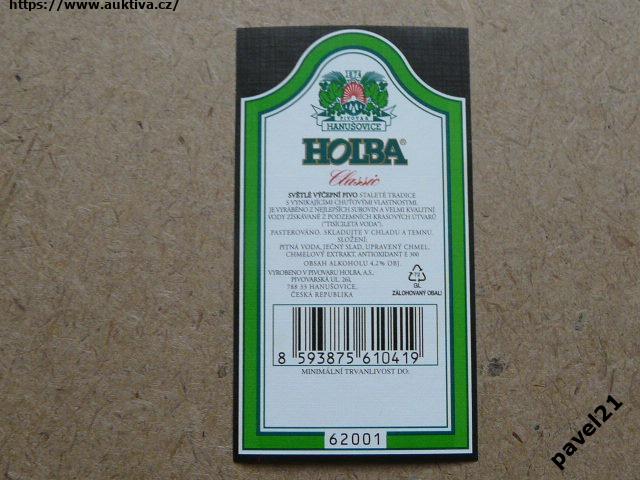 https://www.auktiva.cz/
PIVOVAR
HANUŠOVICE
HOLBA®
Classic
SVĚTLÉ VÝČEPNÍ PIVO STALETÉ TRADICE
S VYNIKAJÍCÍMI CHUŤOVÝMI VLASTNOSTMI.
JE VYRÁBĚNO Z NEJLEPŠÍCH SUROVIN A VELMI KVALITNÍ
VODY ZÍSKÁVANÉ Z PODZEMNÍCH KRASOVÝCH ÚTVARŮ
("TISÍCILETÁ VODA").
PASTEROVÁNO. SKLADUJTE V CHLADU A TEMNU.
SLOŽENÍ:
PITNÁ VODA, JEČNÝ SLAD, UPRAVENÝ CHMEL,
CHMELOVÝ EXTRAKT, ANTIOXIDANT E 300
OBSAH ALKOHOLU 4,2% OBJ.
VYROBENO V PIVOVARU HOLBA, A.S.,
PIVOVARSKÁ UL. 261,
788 33 HANUŠOVICE,
ČESKÁ REPUBLIKA
GL
ZÁLOHOVANÝ OBAL!
8 593875 610419
MINIMÁLNÍ TRVANLIVOST DO:
62001
pavel21